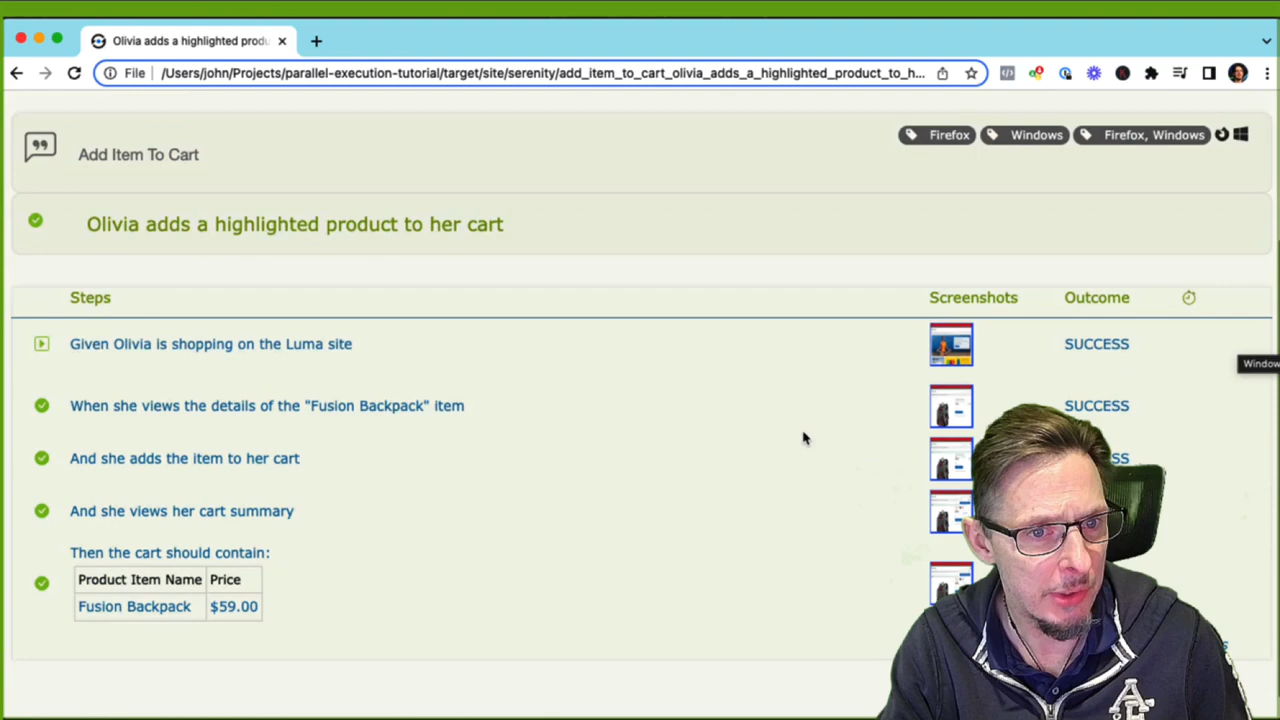 Olivia adds a highlighted produ
File
/Users/john/Projects/parallel-execution-tutorial/target/site/serenity/add_item_to_cart_olivia_adds_a_highlighted_product_to_h...
Add Item To Cart
Firefox
Windows
Firefox, Windows
Olivia adds a highlighted product to her cart
Steps
Screenshots
Outcome
Given Olivia is shopping on the Luma site
SUCCESS
Window
When she views the details of the "Fusion Backpack" item
SUCCESS
And she adds the item to her cart
SS
And she views her cart summary
Then the cart should contain:
Product Item Name
Price
Fusion Backpack
$59.00